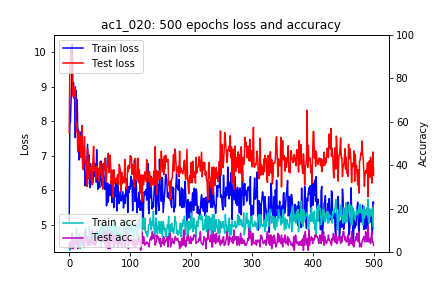 ac1_020: 500 epochs loss and accuracy
Train loss
Test loss
Train acc
Test acc
Loss
Accuracy
10
9
8
7
6
5
100
80
60
40
20
0
0
100
200
300
400
500